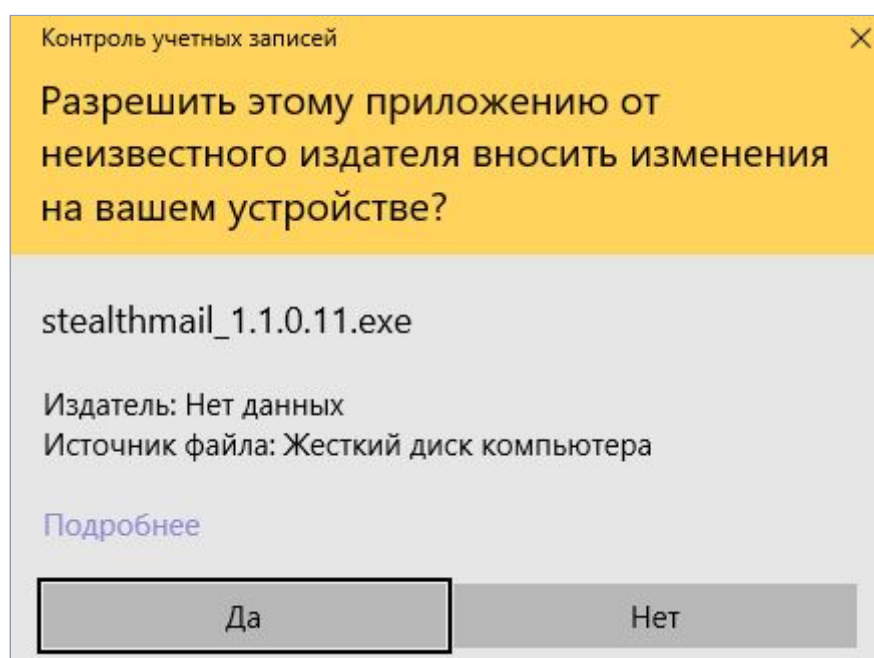 Контроль учетных записей
Разрешить этому приложению от
неизвестного издателя вносить изменения
на вашем устройстве?
stealthmail_1.1.0.11.exe
Издатель: Нет данных
Источник файла: Жесткий диск компьютера
Подробнее
Да
Нет